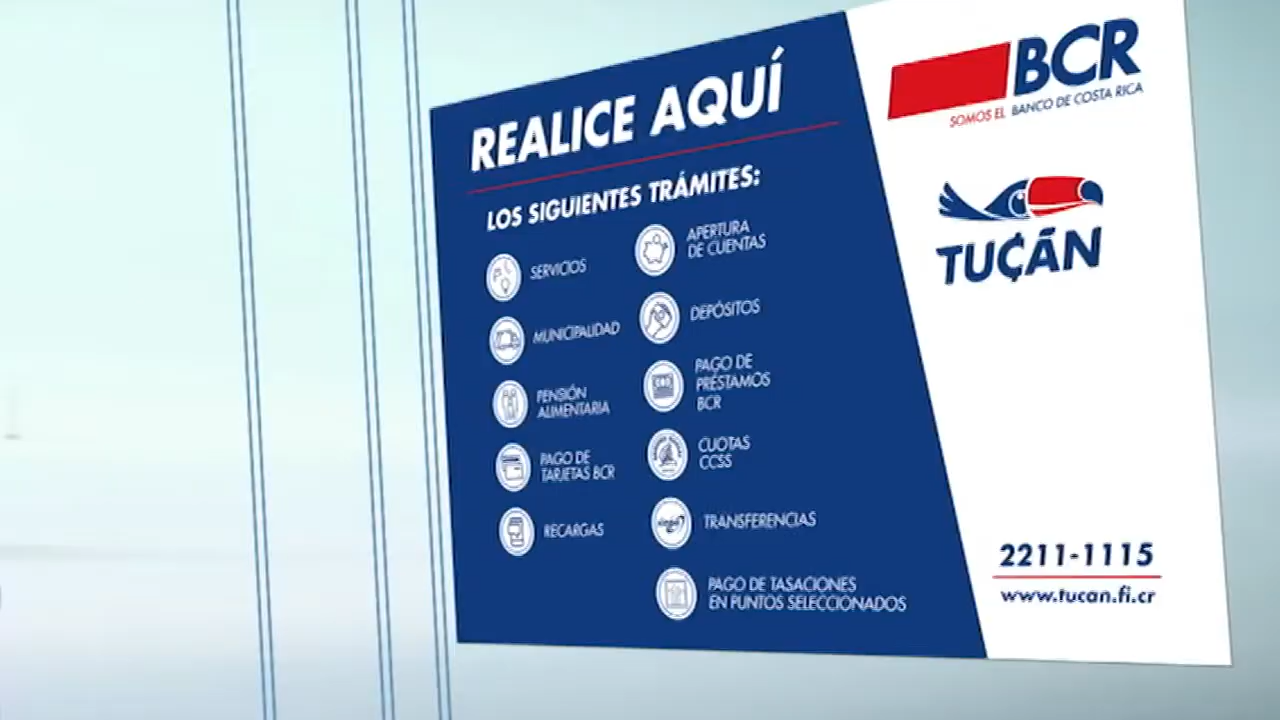 REALICE AQUÍ
LOS SIGUIENTES TRÁMITES:
SERVICIOS
MUNICIPALIDAD
PENSIÓN
ALIMENTARIA
PAGO DE
TARJETAS BCR
RECARGAS
APERTURA
DE CUENTAS
DEPÓSITOS
PAGO DE
PRÉSTAMOS
BCR
CUOTAS
CCSS
TRANSFERENCIAS
PAGO DE TASACIONES
EN PUNTOS SELECCIONADOS
BCR
SOMOS EL BANCO DE COSTA RICA
TU₡ÁN
2211-1115
www.tucan.fi.cr